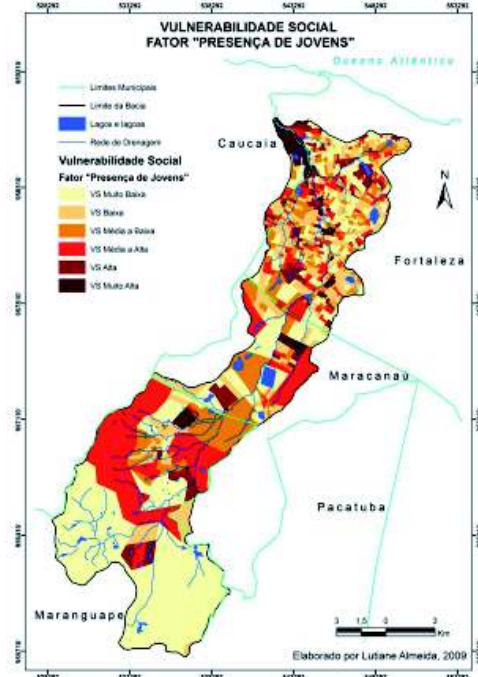 VULNERABILIDADE SOCIAL
FATOR "PRESENÇA DE JOVENS"
Oceano Atlântico
Limites Municipais
Limite da Bacia
Lagos e lagoas
Rede de Drenagem
Caucaia
Vulnerabilidade Social
Fator "Presença de Jovens"
N
VS Muito Baixa
VS Baixa
VS Média a Baixa
VS Média a Alta
VS Alta
VS Muito Alta
Fortaleza
Maracanaú
Pacatuba
Maranguape
3 1,5 0 3
Km
Elaborado por Lutiane Almeida, 2009